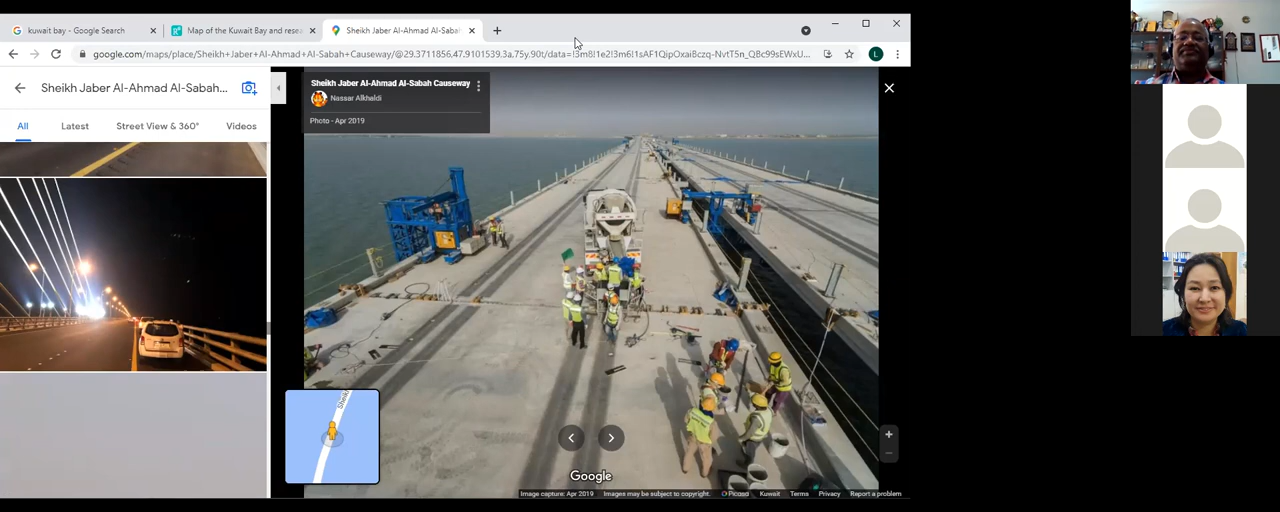 kuwait bay - Google Search
Map of the Kuwait Bay and resea
Sheikh Jaber Al-Ahmad Al-Sabah
google.com/maps/place/Sheikh+Jaber+Al-Ahmad+Al-Sabah+Causeway/@29.3711856,47.9101539,3a,75y,90t/data=!3m8!1e2!3m6!1sAF1QipOxai8czq-NvtT5n_QBc99sEWxU...
L
Sheikh Jaber Al-Ahmad Al-Sabah...
All
Latest
Street View & 360°
Videos
Sheikh Jaber Al-Ahmad Al-Sabah Causeway
Nassar Alkhaldi
Photo - Apr 2019
Sheikh
Google
Image capture: Apr 2019
Images may be subject to copyright.
Kuwait
Terms
Privacy
Report a problem